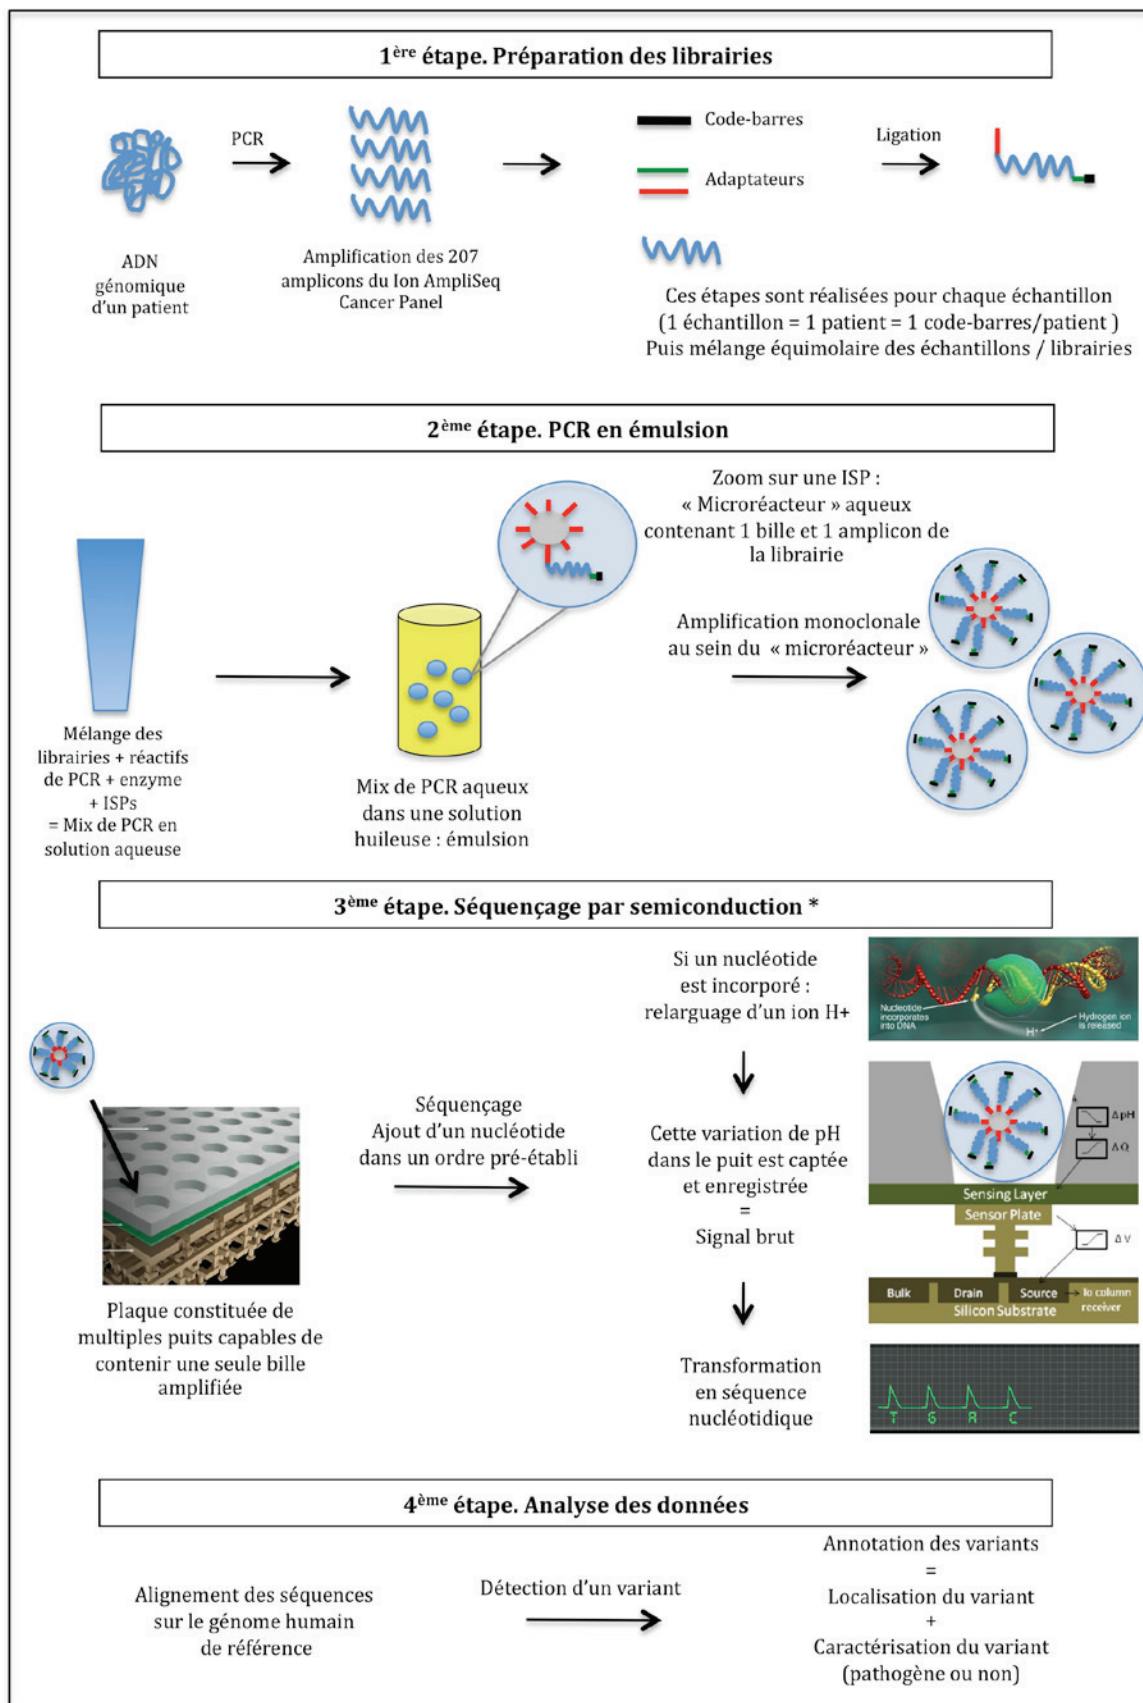 1ère étape. Préparation des librairies
PCR
Code-barres
Adaptateurs
Ligation
ADN
génomique
d'un patient
Amplification des 207
amplicons du Ion AmpliSeq
Cancer Panel
Ces étapes sont réalisées pour chaque échantillon
(1 échantillon = 1 patient = 1 code-barres/patient )
Puis mélange équimolaire des échantillons / librairies
2ème étape. PCR en émulsion
Zoom sur une ISP :
« Microréacteur » aqueux
contenant 1 bille et 1 amplicon de
la librairie
Amplification monoclonale
au sein du « microréacteur »
Mélange des
librairies + réactifs
de PCR + enzyme
+ ISPs
= Mix de PCR en
solution aqueuse
Mix de PCR aqueux
dans une solution
huileuse : émulsion
3ème étape. Séquençage par semiconduction *
Si un nucléotide
est incorporé :
relarguage d'un ion H+
Nucleotide
incorporates
into DNA
H+
Hydrogen ion
is released
Séquençage
Ajout d'un nucléotide
dans un ordre pré-établi
Cette variation de pH
dans le puit est captée
et enregistrée
=
Signal brut
Δ pH
Δ Q
Sensing Layer
Sensor Plate
Δ V
Bulk
Drain
Source
To column
receiver
Silicon Substrate
Plaque constituée de
multiples puits capables de
contenir une seule bille
amplifiée
Transformation
en séquence
nucléotidique
T G A C
4ème étape. Analyse des données
Alignement des séquences
sur le génome humain
de référence
Détection d'un variant
Annotation des variants
=
Localisation du variant
+
Caractérisation du variant
(pathogène ou non)